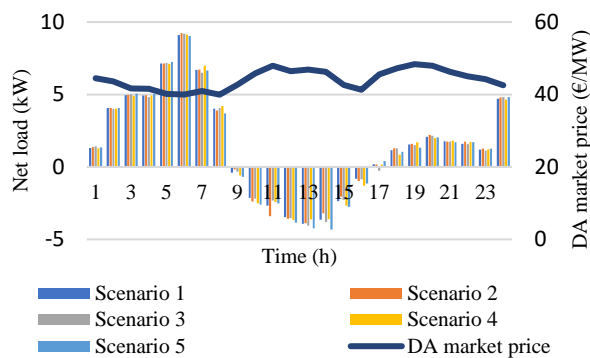 10
5
0
-5
Net load (kW)
1 3 5 7 9 11 13 15 17 19 21 23
60
40
20
0
DA market price (€/MW)
Time (h)
Scenario 1 Scenario 2
Scenario 3 Scenario 4
Scenario 5 DA market price